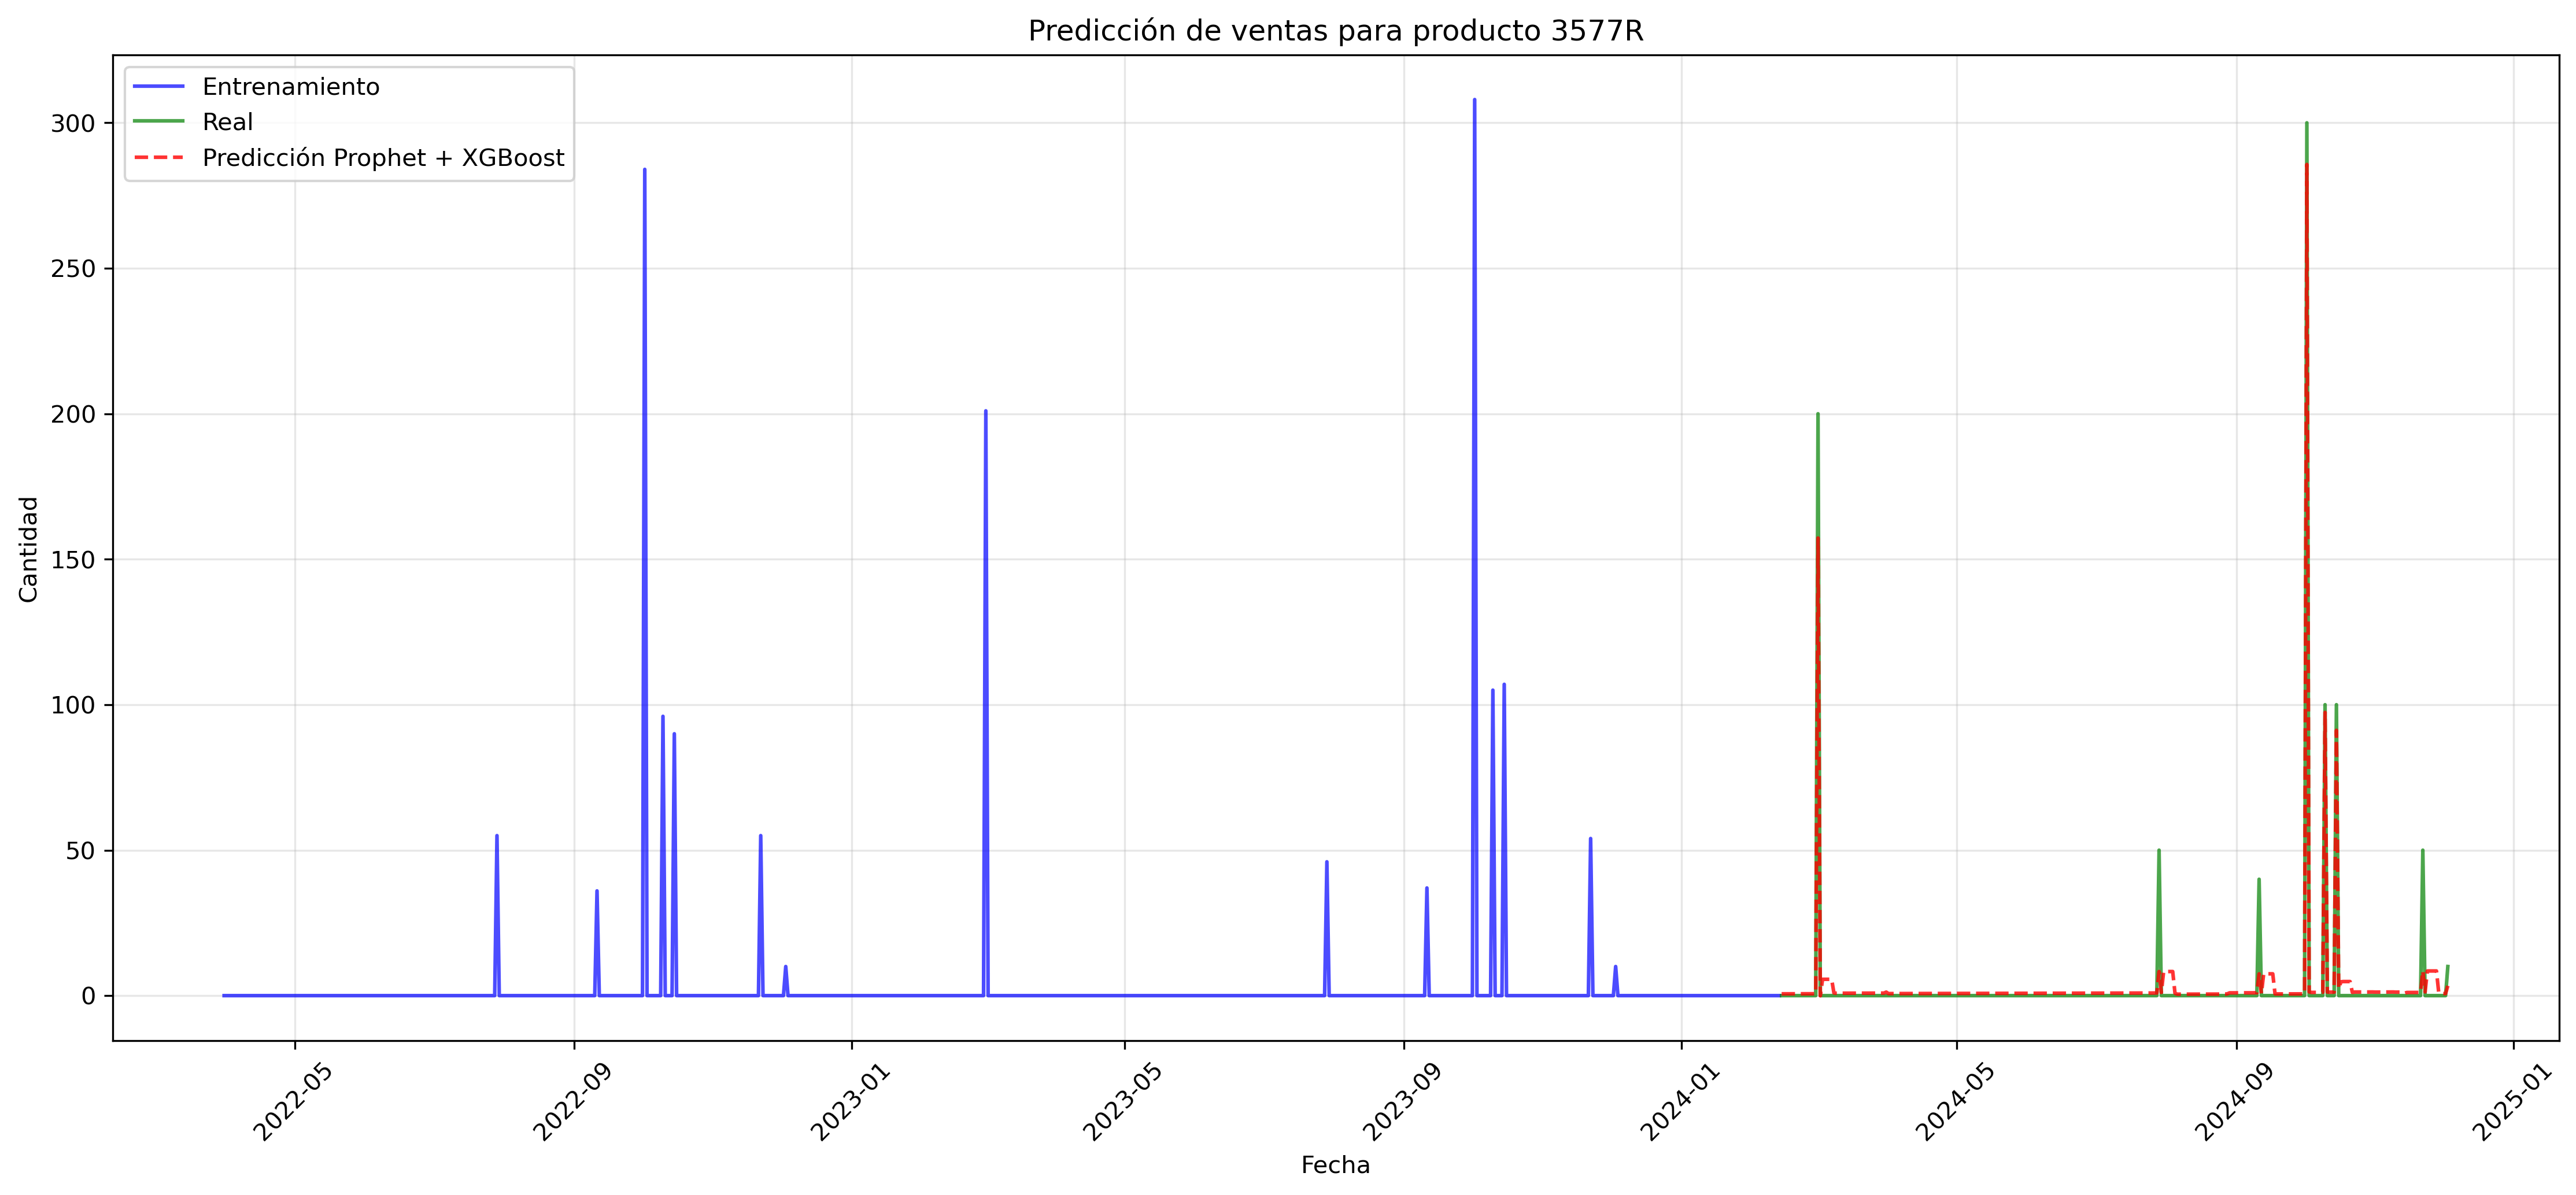 Predicción de ventas para producto 3577R
Entrenamiento
Real
Predicción Prophet + XGBoost
300
250
200
150
100
50
0
Cantidad
2022-05
2022-09
2023-01
2023-05
2023-09
2024-01
2024-05
2024-09
2025-01
Fecha